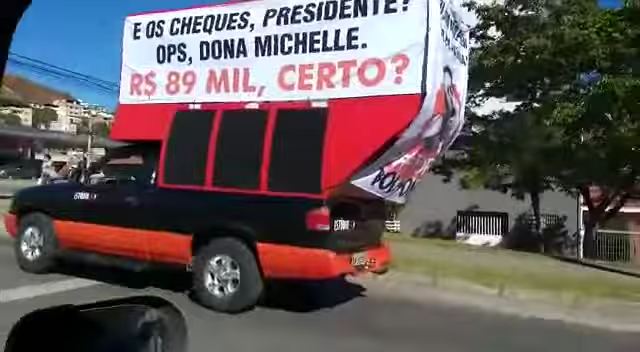 E OS CHEQUES, PRESIDENTE?
OPS, DONA MICHELLE.
R$ 89 MIL, CERTO?